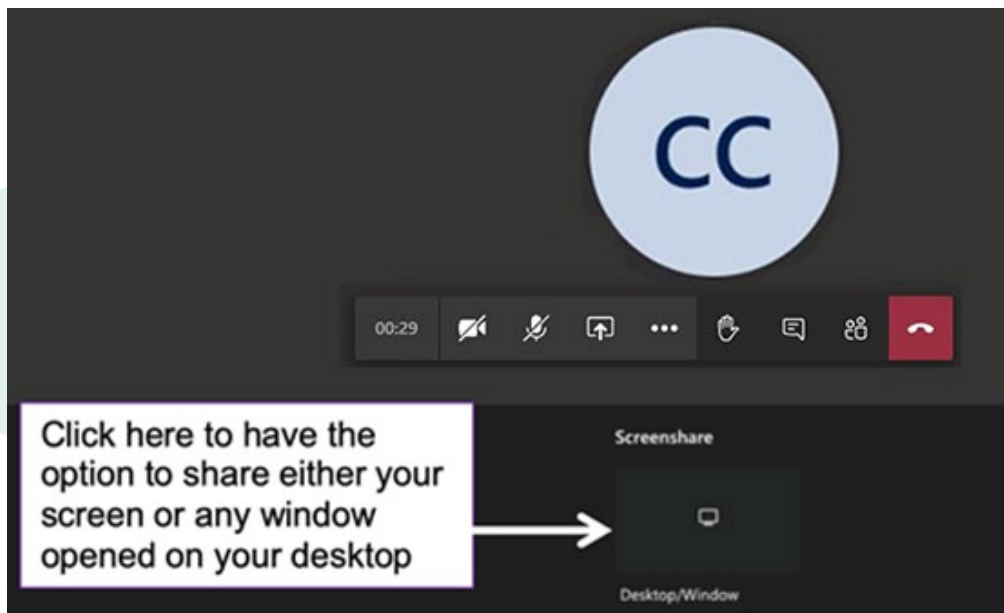 CC
00:29
Click here to have the
option to share either your
screen or any window
opened on your desktop
Screenshare
Desktop/Window